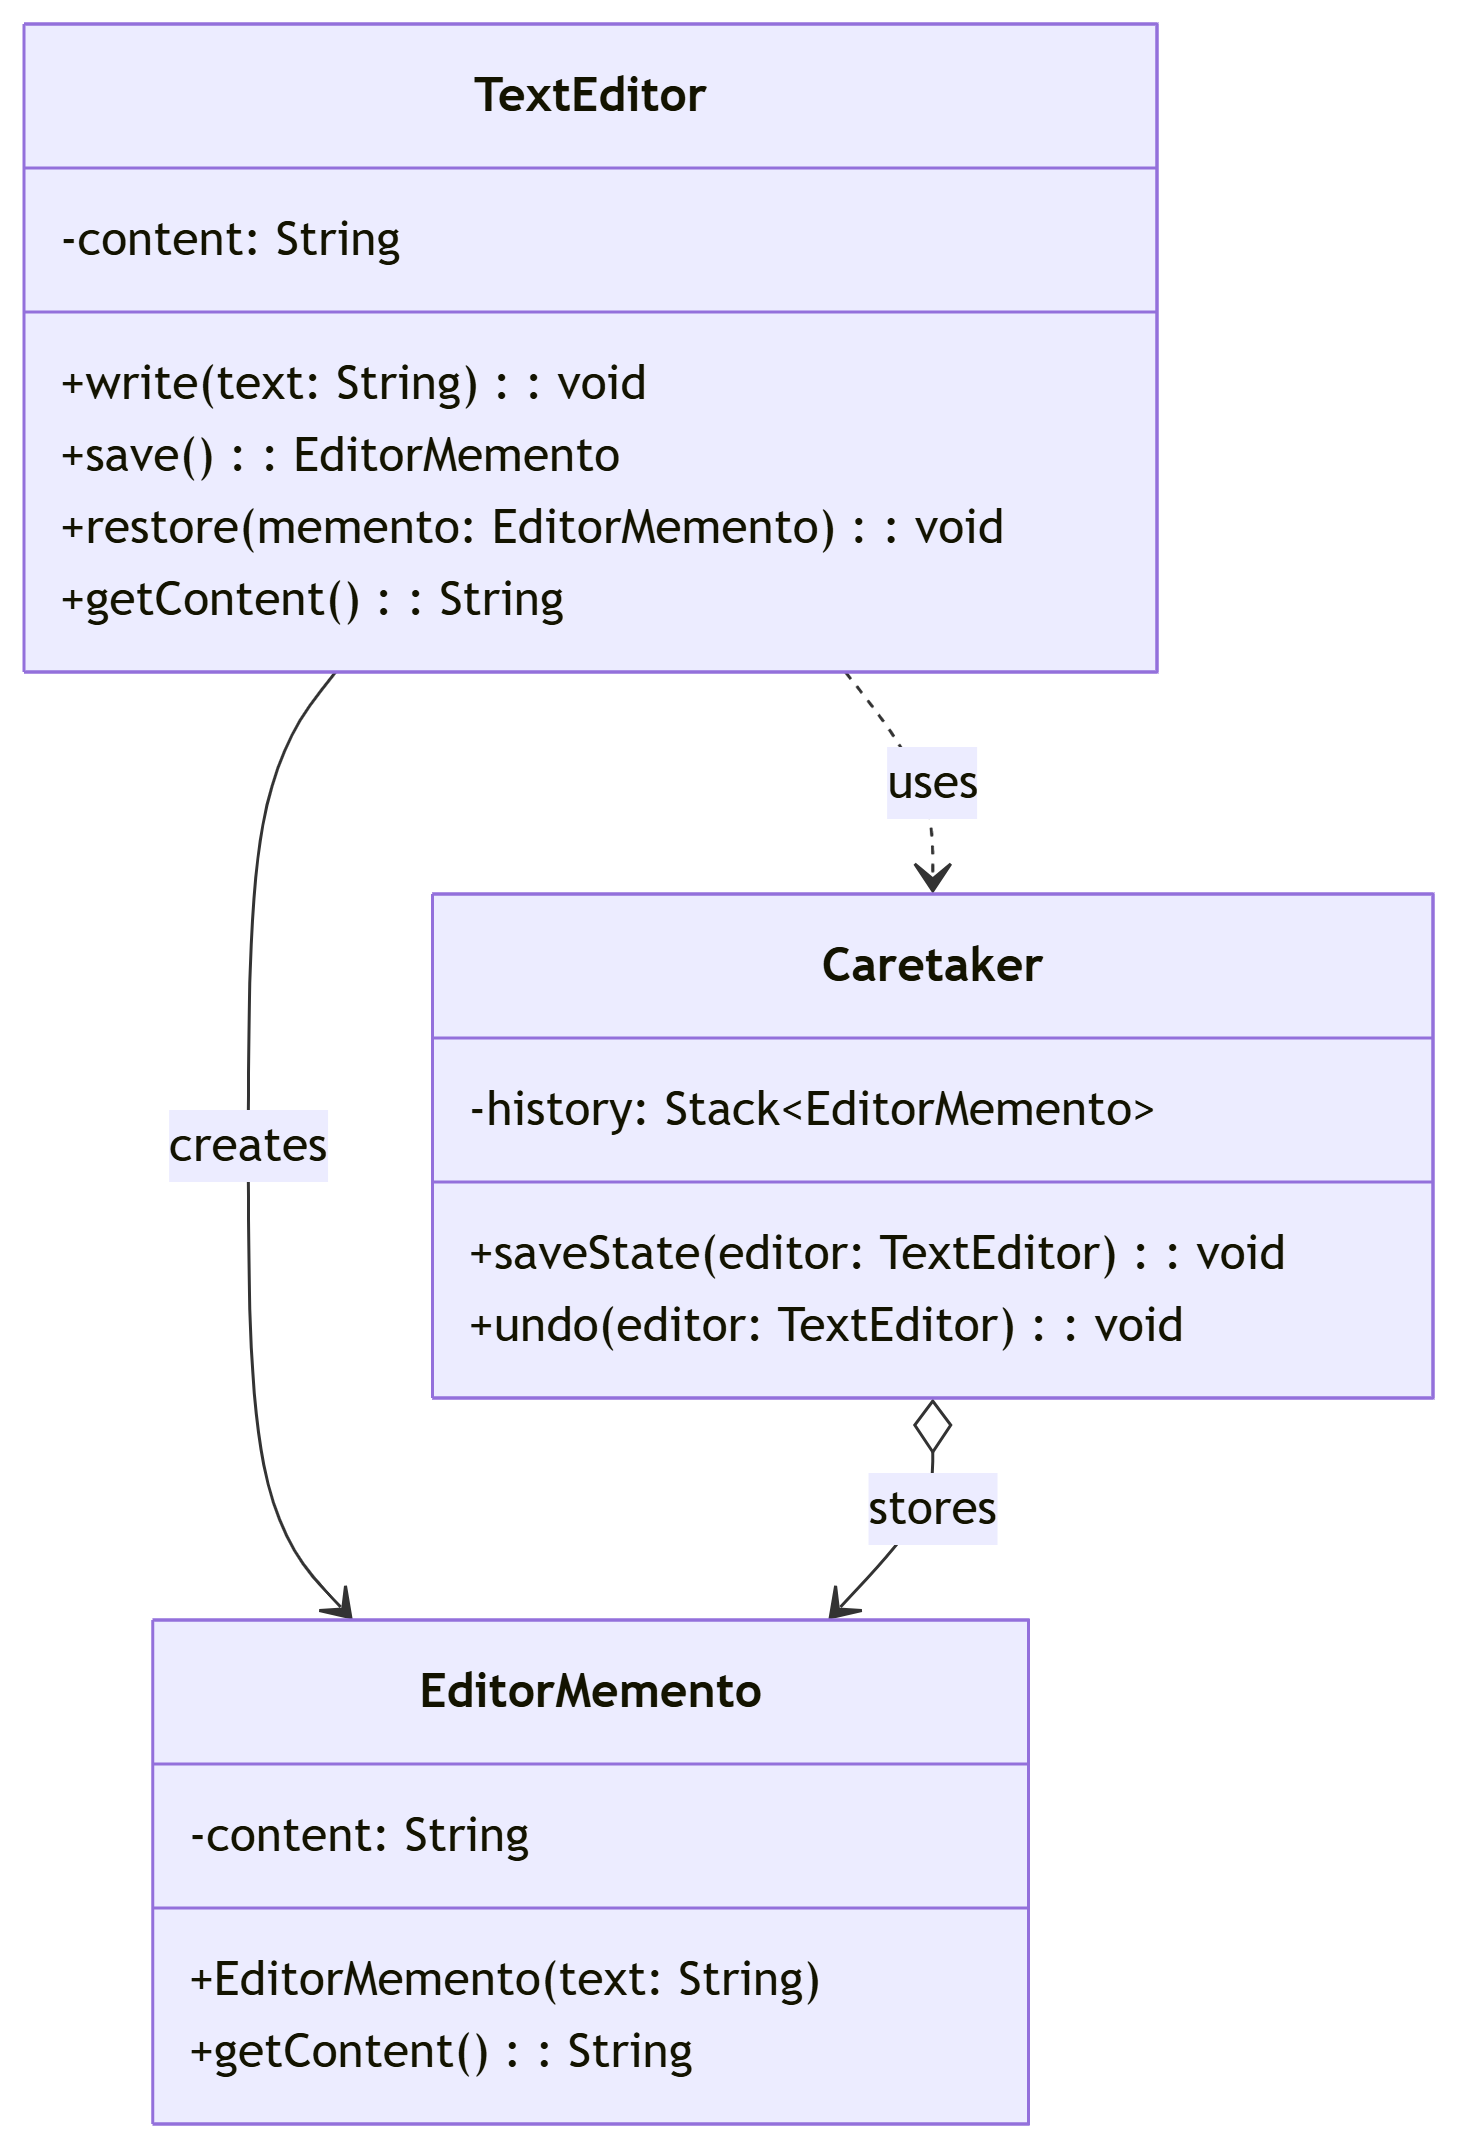 TextEditor
-content: String
+write(text: String) : : void
+save() : : EditorMemento
+restore(memento: EditorMemento) : : void
+getContent() : : String
uses
Caretaker
-history: Stack<EditorMemento>
creates
+saveState(editor: TextEditor) : : void
+undo(editor: TextEditor) : : void
stores
EditorMemento
-content: String
+EditorMemento(text: String)
+getContent() : : String